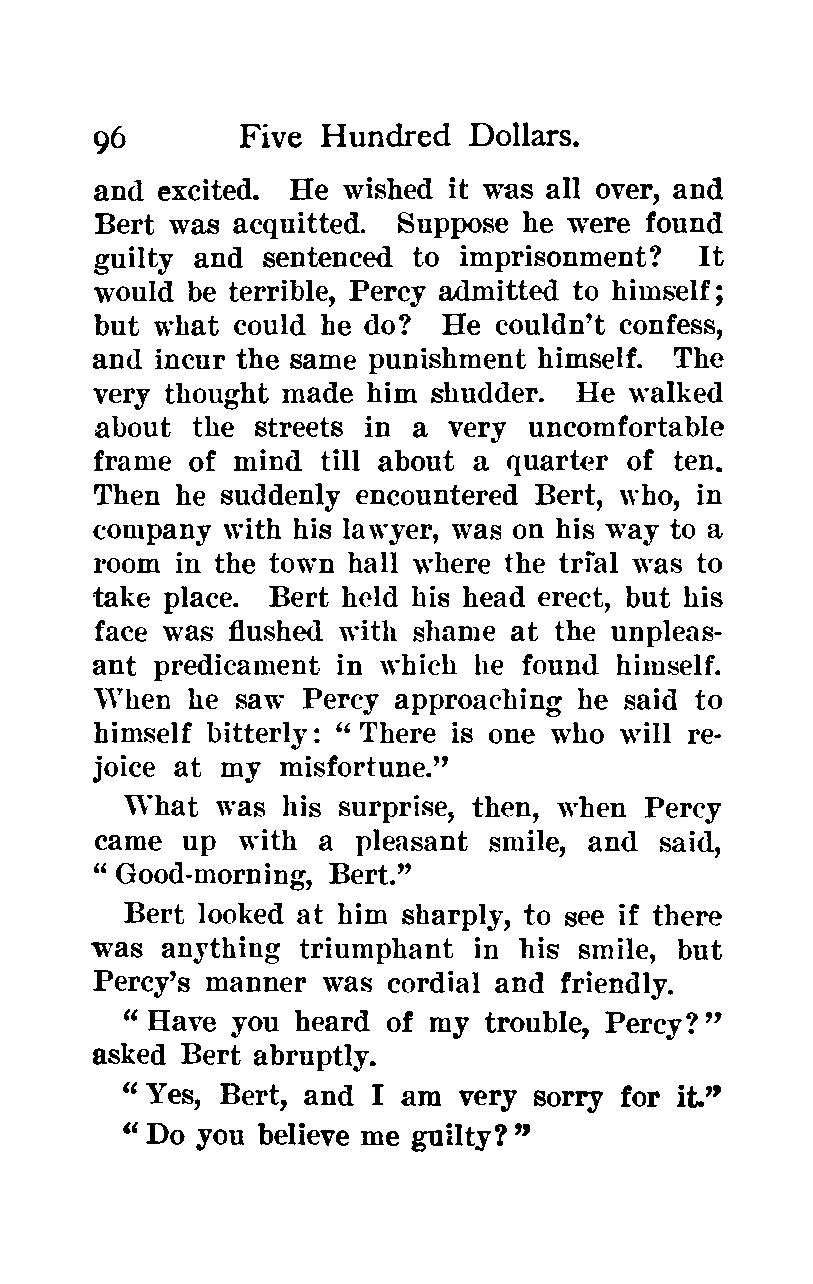 96 Five Hundred Dollars.
and excited. He wished it was all over, and
Bert was acquitted. Suppose he were found
guilty and sentenced to imprisonment? It
would be terrible, Percy admitted to himself;
but what could he do? He couldn't confess,
and incur the same punishment himself. The
very thought made him shudder. He walked
about the streets in a very uncomfortable
frame of mind till about a quarter of ten.
Then he suddenly encountered Bert, who, in
company with his lawyer, was on his way to a
room in the town hall where the trial was to
take place. Bert held his head erect, but his
face was flushed with shame at the unpleas-
ant predicament in which he found himself.
When he saw Percy approaching he said to
himself bitterly: "There is one who will re-
joice at my misfortune."
What was his surprise, then, when Percy
came up with a pleasant smile, and said,
"Good-morning, Bert."
Bert looked at him sharply, to see if there
was anything triumphant in his smile, but
Percy's manner was cordial and friendly.
"Have you heard of my trouble, Percy?"
asked Bert abruptly.
"Yes, Bert, and I am very sorry for it."
"Do you believe me guilty?"